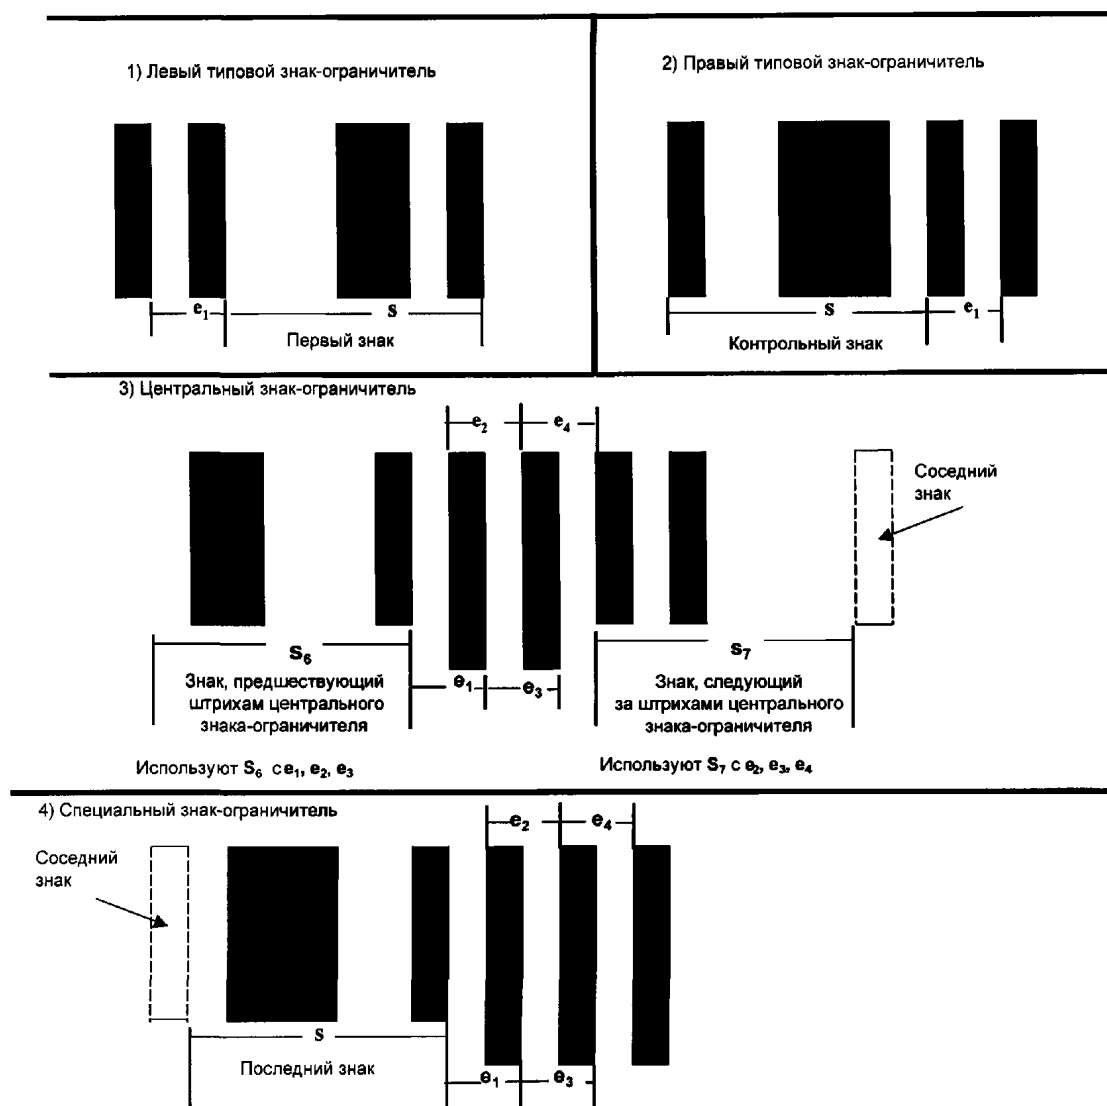 1) Левый типовой знак-ограничитель
e₁
S
Первый знак
2) Правый типовой знак-ограничитель
S
e₁
Контрольный знак
3) Центральный знак-ограничитель
e₂
e₄
Соседний
знак
S₆
S₇
e₁
e₃
Знак, предшествующий
штрихам центрального
знака-ограничителя
Знак, следующий
за штрихами центрального
знака-ограничителя
Используют S₆ с e₁, e₂, e₃
Используют S₇ с e₂, e₃, e₄
4) Специальный знак-ограничитель
e₂
e₄
Соседний
знак
S
Последний знак
e₁
e₃